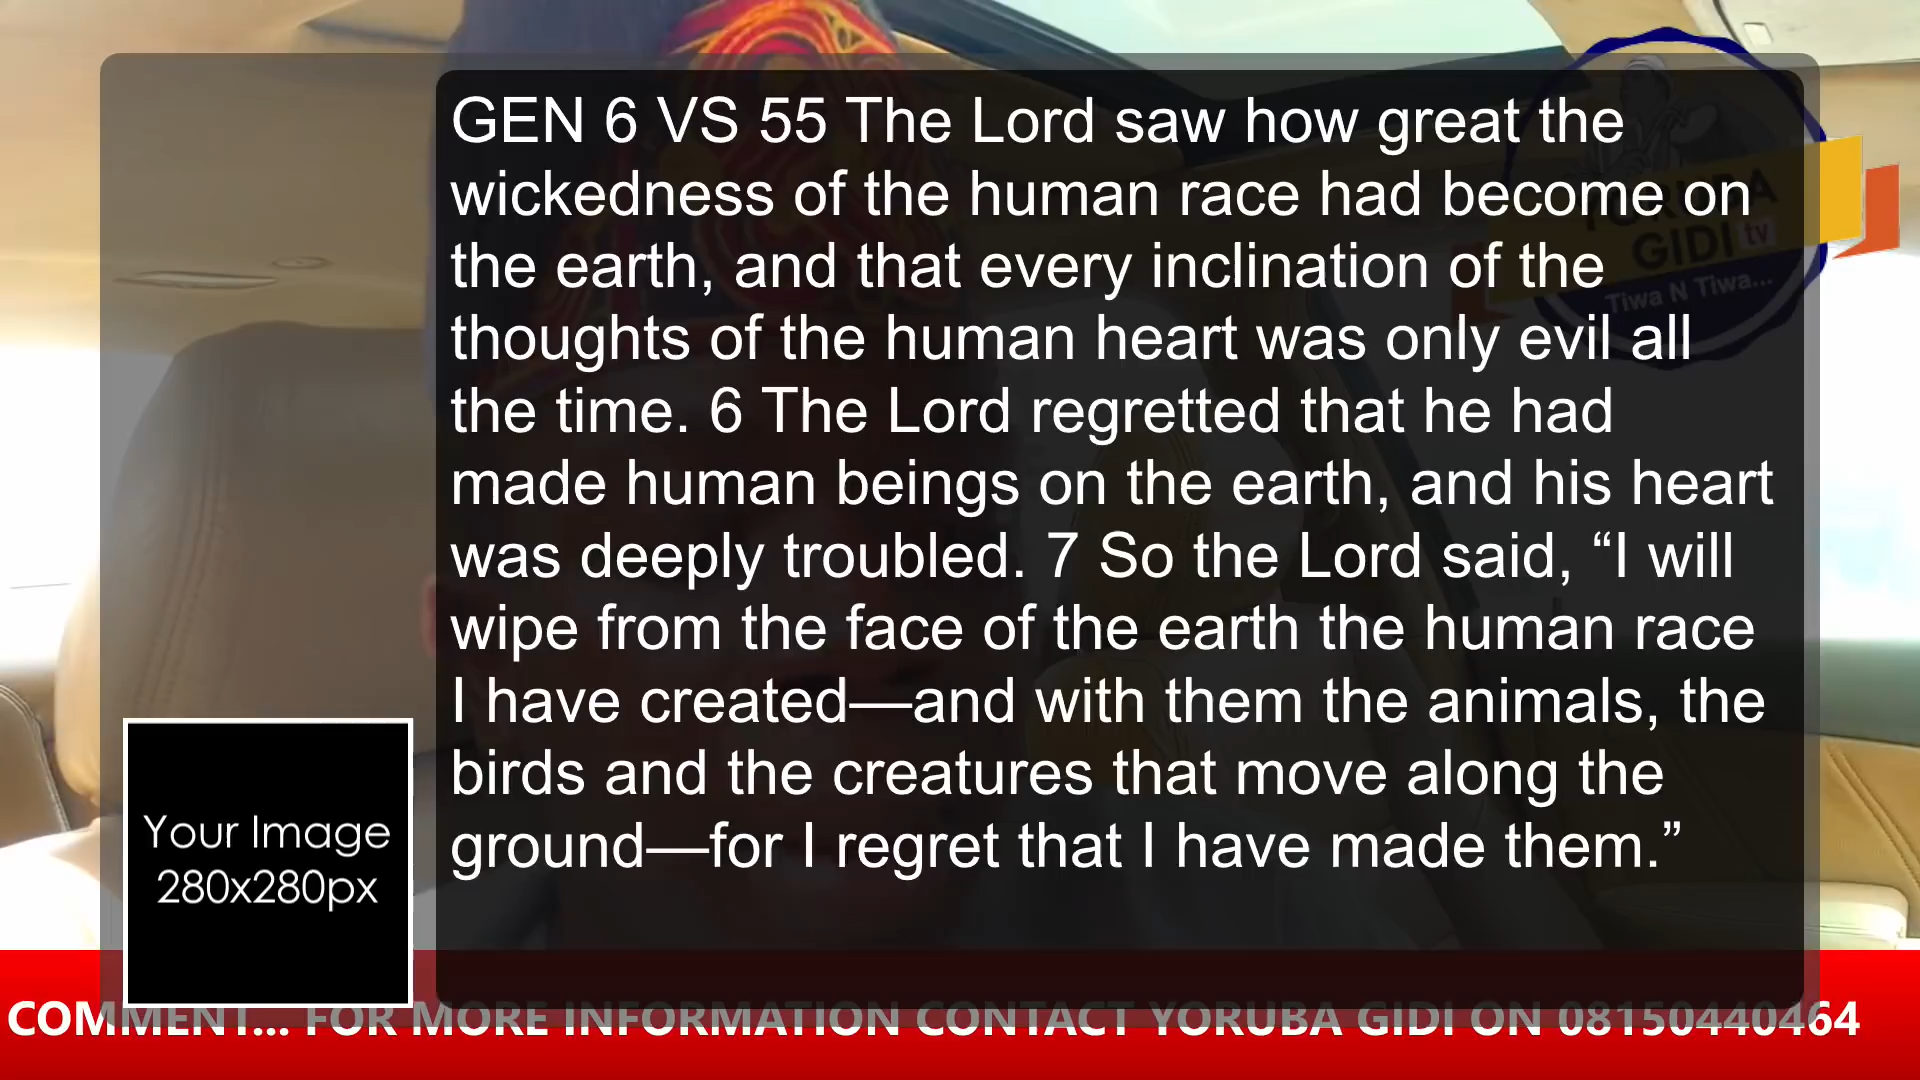 GEN 6 VS 55 The Lord saw how great the
wickedness of the human race had become on
the earth, and that every inclination of the
thoughts of the human heart was only evil all
the time. 6 The Lord regretted that he had
made human beings on the earth, and his heart
was deeply troubled. 7 So the Lord said, “I will
wipe from the face of the earth the human race
I have created—and with them the animals, the
birds and the creatures that move along the
ground—for I regret that I have made them.”
YORUBA
GIDI tv
Tiwa N Tiwa...
Your Image
280x280px
COMMENT... FOR MORE INFORMATION CONTACT YORUBA GIDI ON 08150440464